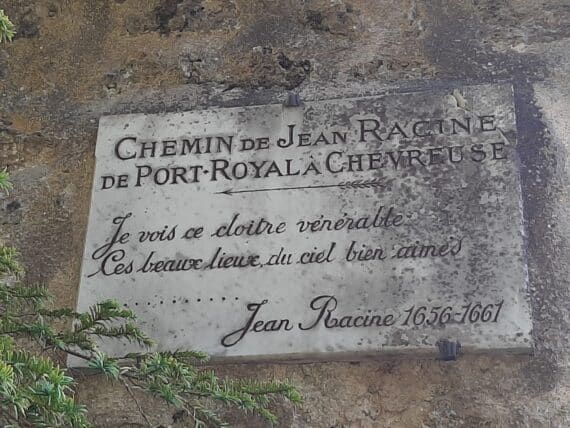 CHEMIN DE JEAN RACINE
DE PORT-ROYAL À CHEVREUSE
Je vois ce cloitre vénérable
Ces beaux lieux, du ciel bien aimés
. . . . . . . . . . . .
Jean Racine 1656-1661